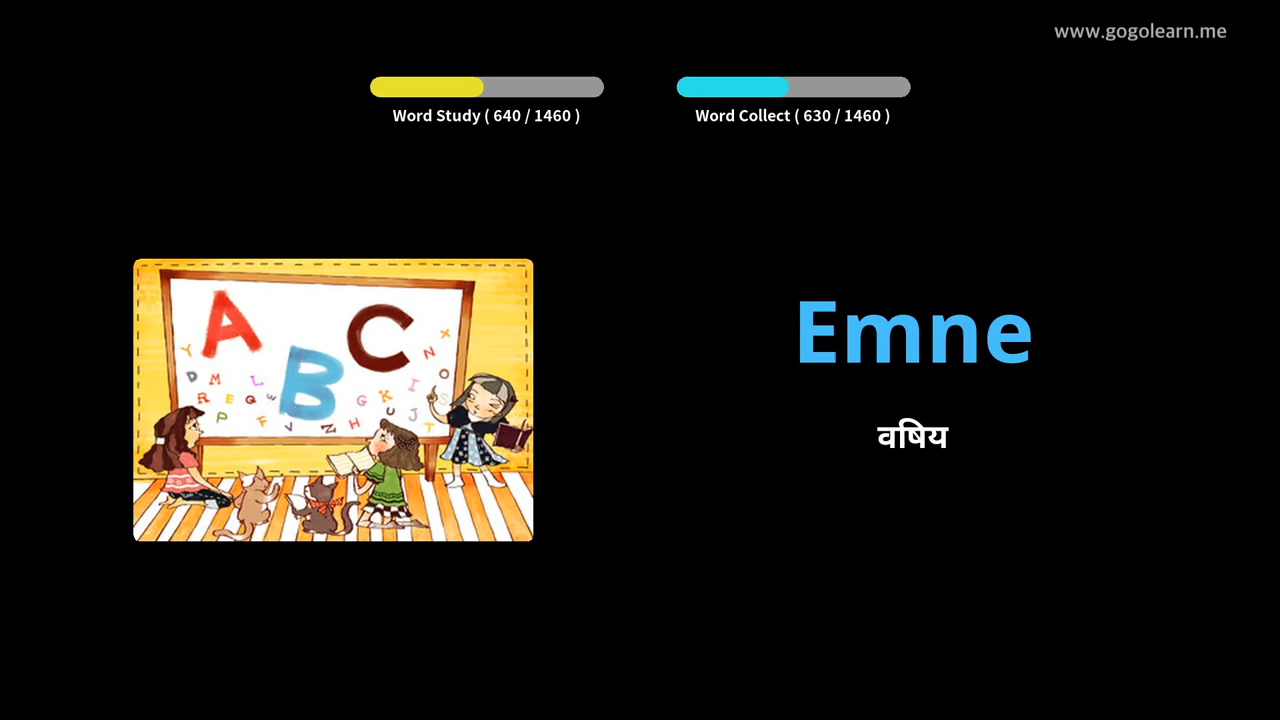 www.gogolearn.me
Word Study ( 640 / 1460 )
Word Collect ( 630 / 1460 )
A
B
C
Y
X
N
D
M
L
O
R
E
Q
W
G
K
I
S
P
F
V
Z
H
U
J
T
Emne
वषिय